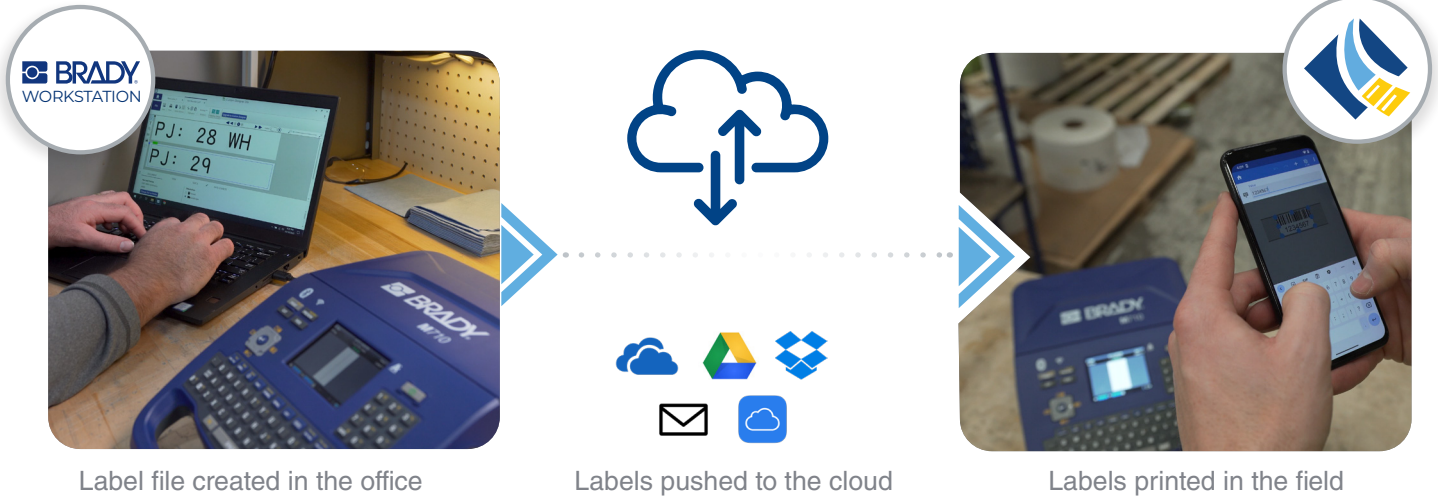 BRADY
WORKSTATION
PJ: 28 WH
PJ: 29
BRADY
M710
BRADY
M710
Label file created in the office
Labels pushed to the cloud
Labels printed in the field